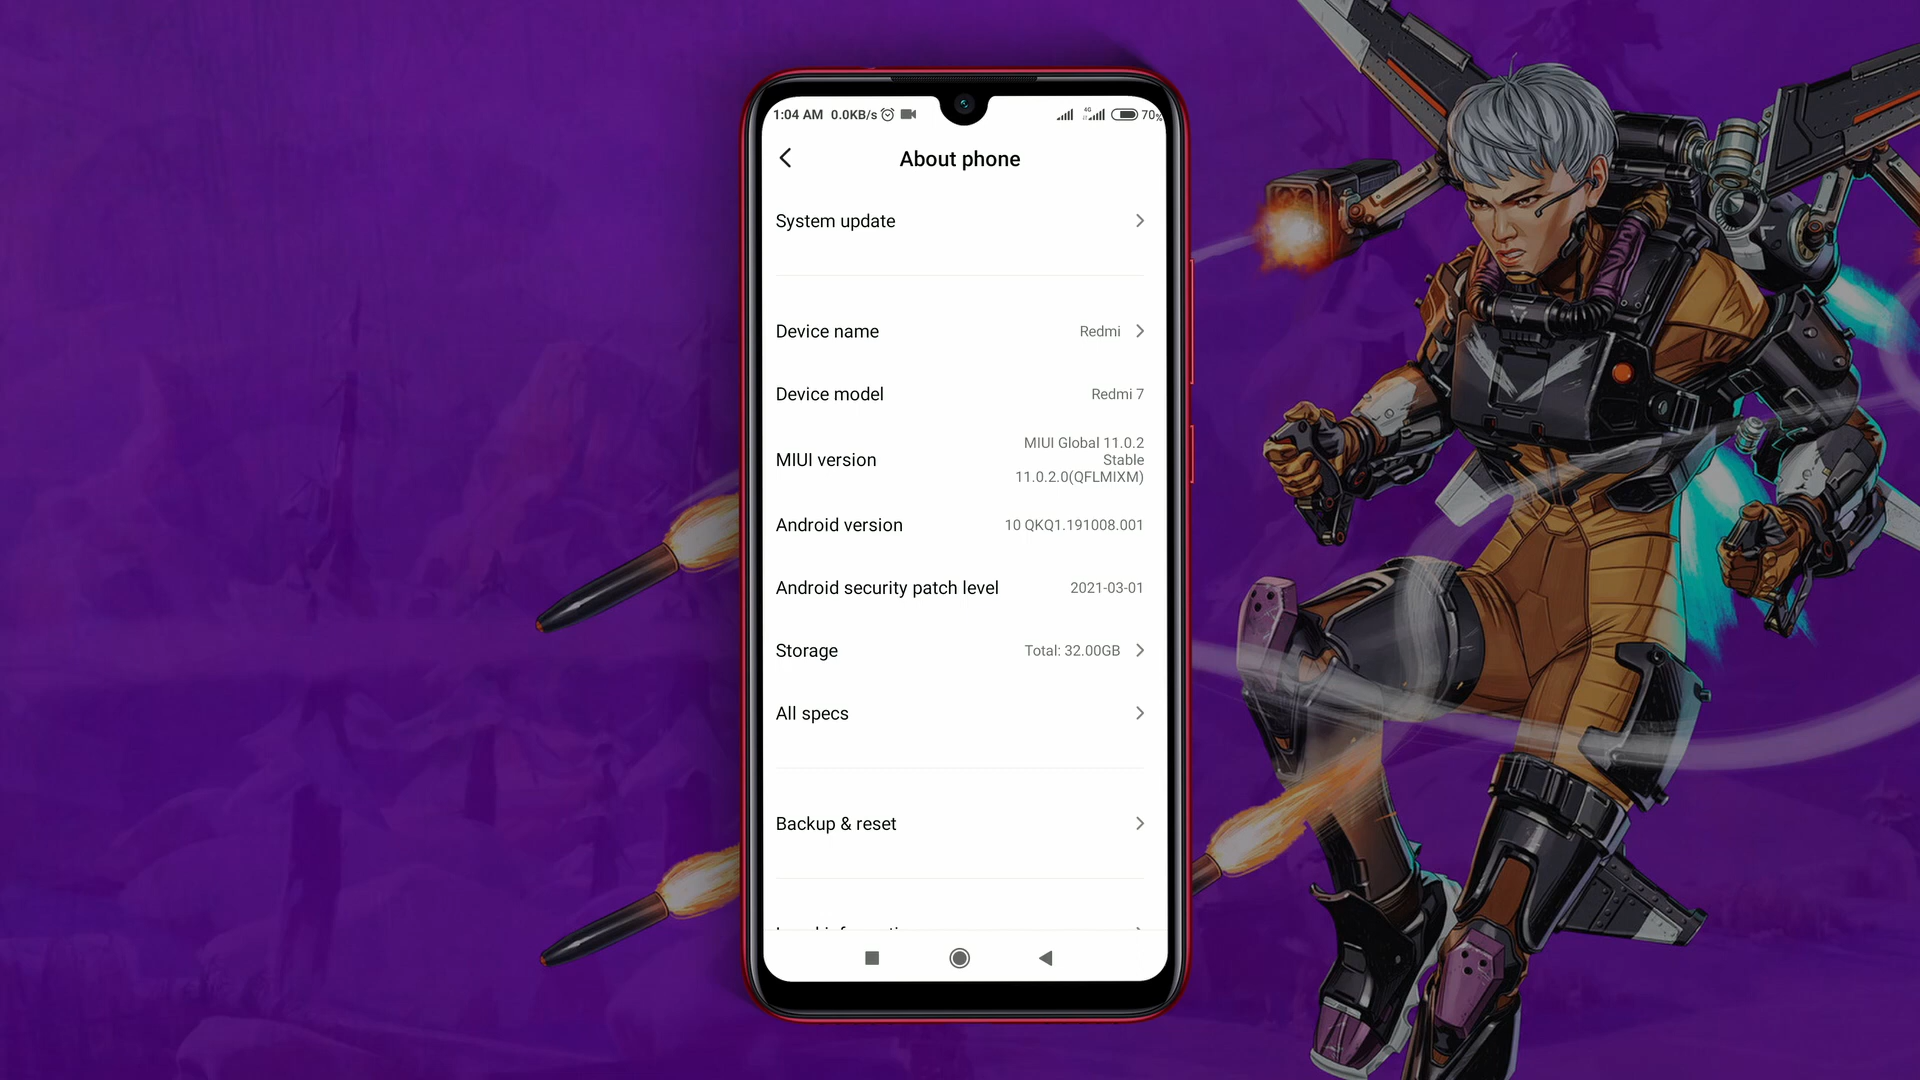 1:04 AM 0.0KB/s 4G 70%
About phone
System update
Device name Redmi
Device model Redmi 7
MIUI version MIUI Global 11.0.2
Stable
11.0.2.0(QFLMIXM)
Android version 10 QKQ1.191008.001
Android security patch level 2021-03-01
Storage Total: 32.00GB
All specs
Backup & reset